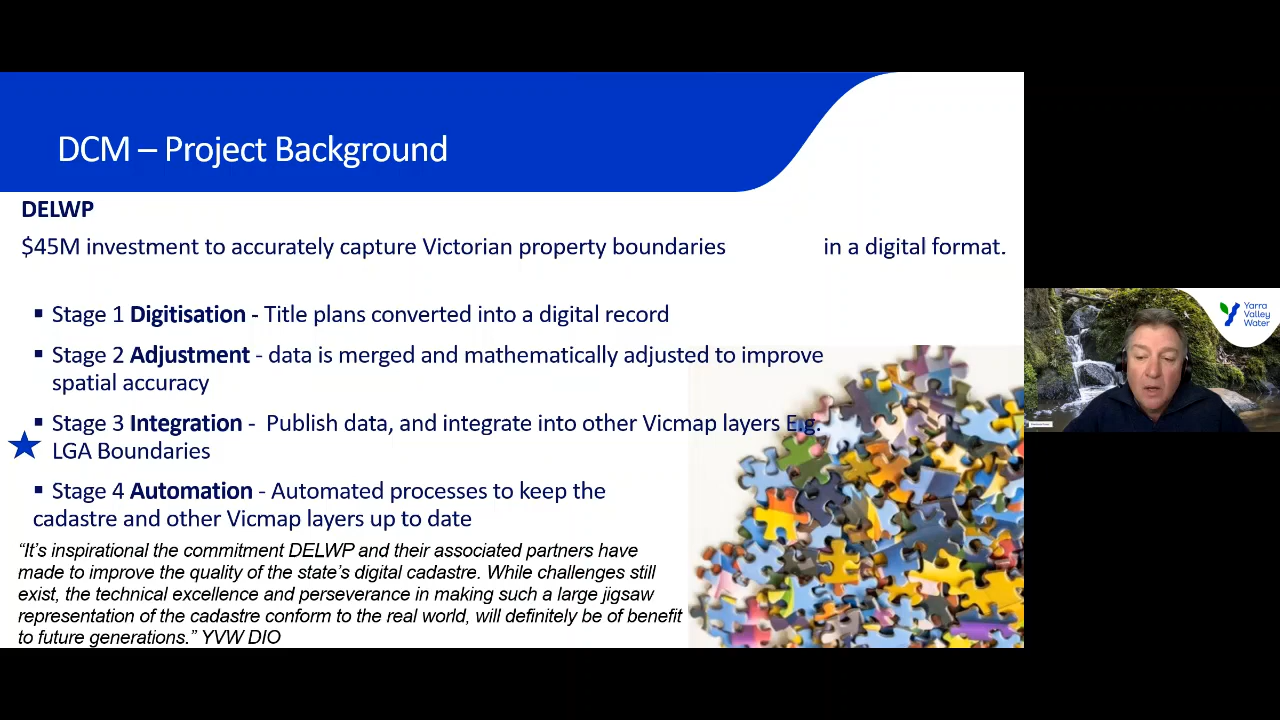 DCM – Project Background
DELWP
$45M investment to accurately capture Victorian property boundaries in a digital format.
▪ Stage 1 Digitisation - Title plans converted into a digital record
▪ Stage 2 Adjustment - data is merged and mathematically adjusted to improve
spatial accuracy
▪ Stage 3 Integration - Publish data, and integrate into other Vicmap layers E.g.
LGA Boundaries
▪ Stage 4 Automation - Automated processes to keep the
cadastre and other Vicmap layers up to date
“It’s inspirational the commitment DELWP and their associated partners have
made to improve the quality of the state’s digital cadastre. While challenges still
exist, the technical excellence and perseverance in making such a large jigsaw
representation of the cadastre conform to the real world, will definitely be of benefit
to future generations.” YVW DIO
Yarra
Valley
Water